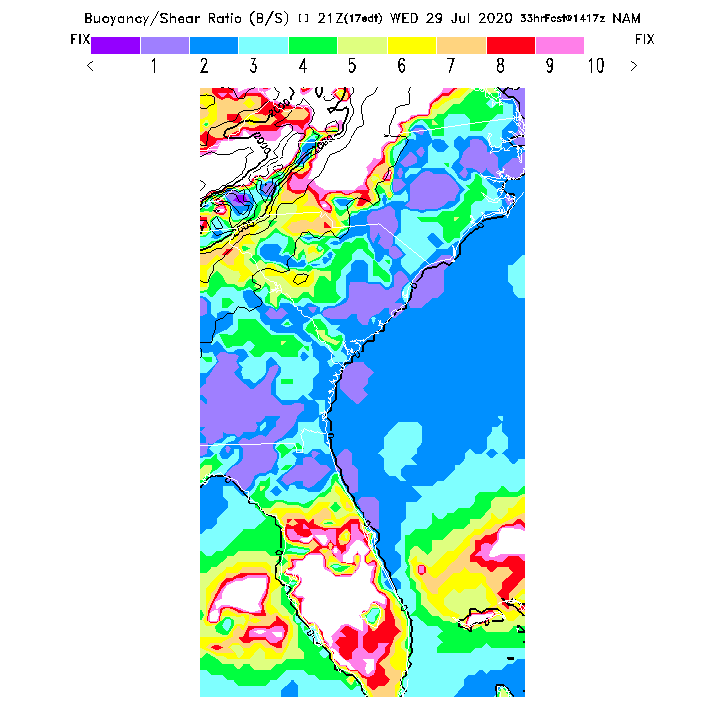 Buoyancy/Shear Ratio (B/S) [] 21Z(17edt) WED 29 Jul 2020 33hrFcst@1417z NAM
FIX FIX
< 1 2 3 4 5 6 7 8 9 10 >